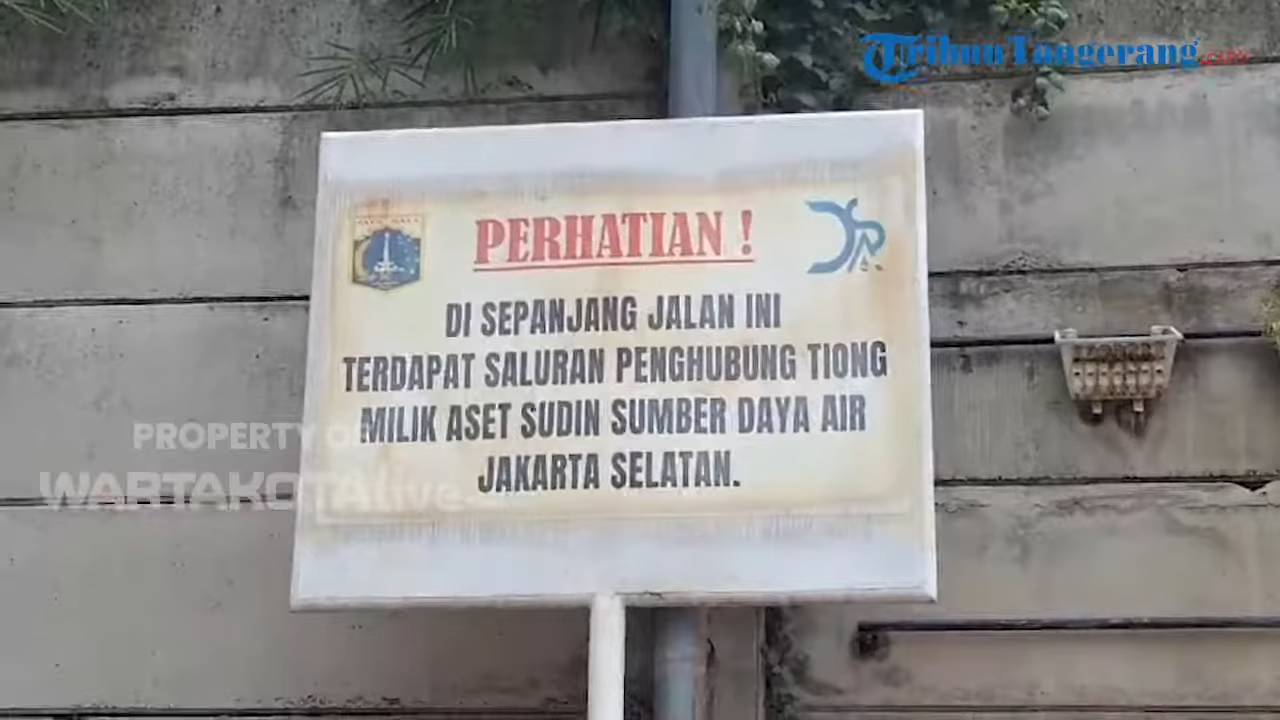 TribunTangerang.com
PERHATIAN !
DI SEPANJANG JALAN INI
TERDAPAT SALURAN PENGHUBUNG TIONG
MILIK ASET SUDIN SUMBER DAYA AIR
JAKARTA SELATAN.
PROPERTY OF
WARTAKOTAlive